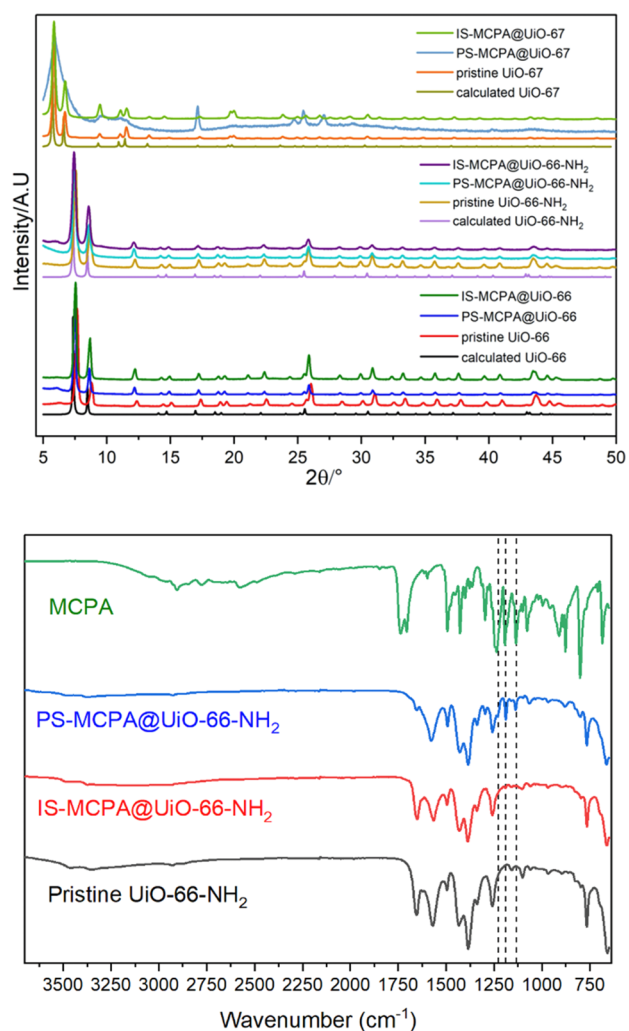 IS-MCPA@UiO-67
PS-MCPA@UiO-67
pristine UiO-67
calculated UiO-67
IS-MCPA@UiO-66-NH₂
PS-MCPA@UiO-66-NH₂
pristine UiO-66-NH₂
calculated UiO-66-NH₂
IS-MCPA@UiO-66
PS-MCPA@UiO-66
pristine UiO-66
calculated UiO-66
Intensity/A.U
5 10 15 20 25 30 35 40 45 50
2θ/°
MCPA
PS-MCPA@UiO-66-NH₂
IS-MCPA@UiO-66-NH₂
Pristine UiO-66-NH₂
3500 3250 3000 2750 2500 2250 2000 1750 1500 1250 1000 750
Wavenumber (cm⁻¹)